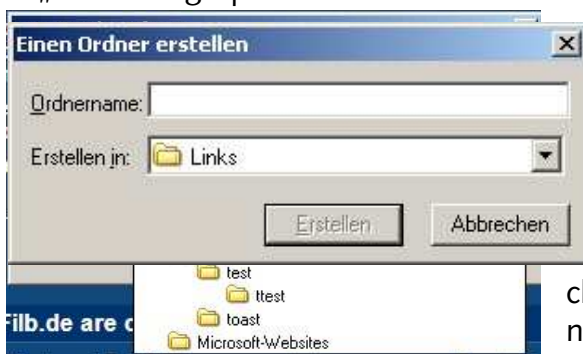 Einen Ordner erstellen
Ordnername:
Erstellen in: Links
Erstellen Abbrechen
test
ttest
toast
Microsoft-Websites
Filb.de are